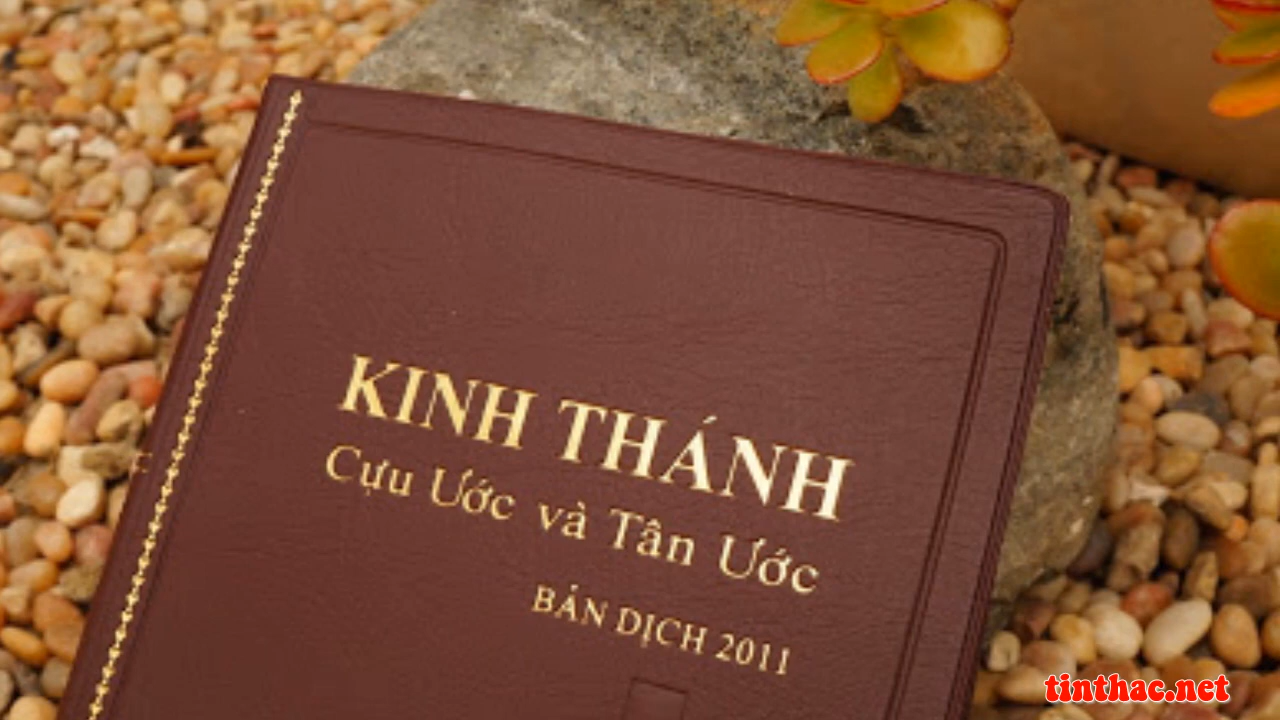 KINH THÁNH
Cựu Ước và Tân Ước
BẢN DỊCH 2011
tinthac.net